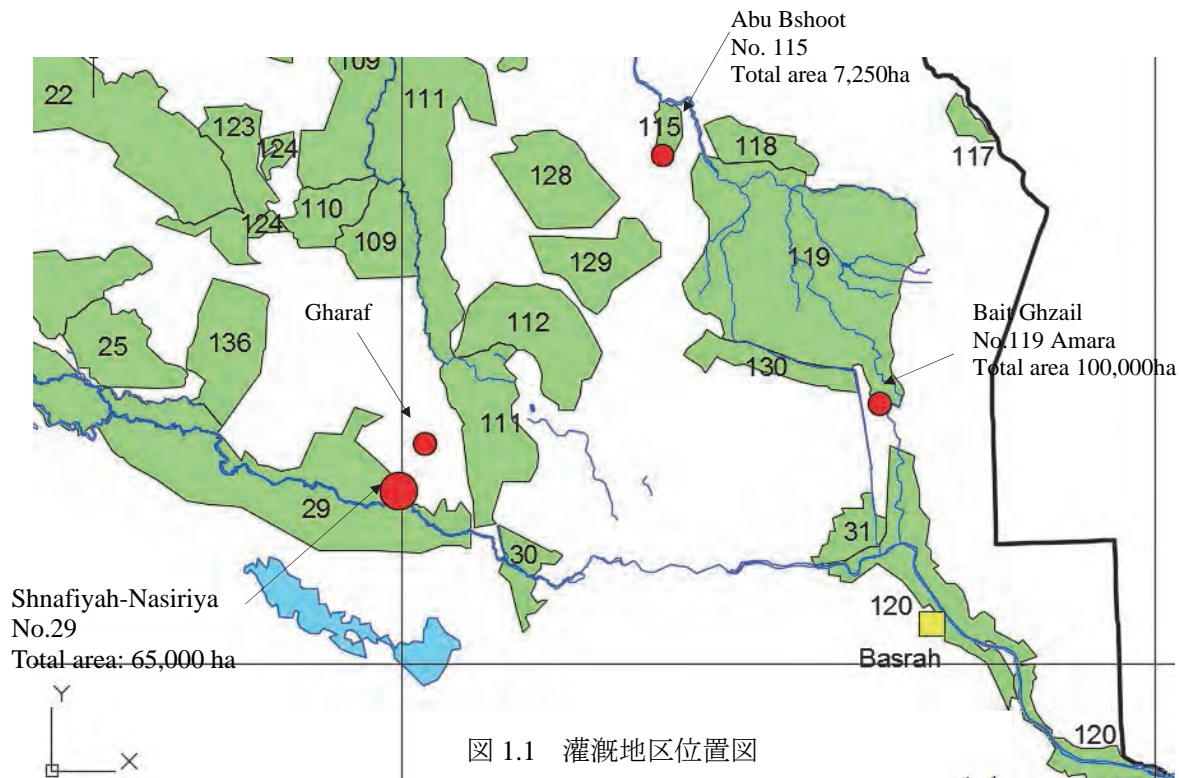 Abu Bshoot
No. 115
Total area 7,250ha
109
111
22
123
124
115
118
117
128
110
124
109
129
119
Gharaf
112
Bait Ghzail
No.119 Amara
Total area 100,000ha
25
136
130
111
29
31
30
Shnafiyah-Nasiriya
No.29
Total area: 65,000 ha
120
Basrah
Y
X
図 1.1 灌漑地区位置図
120